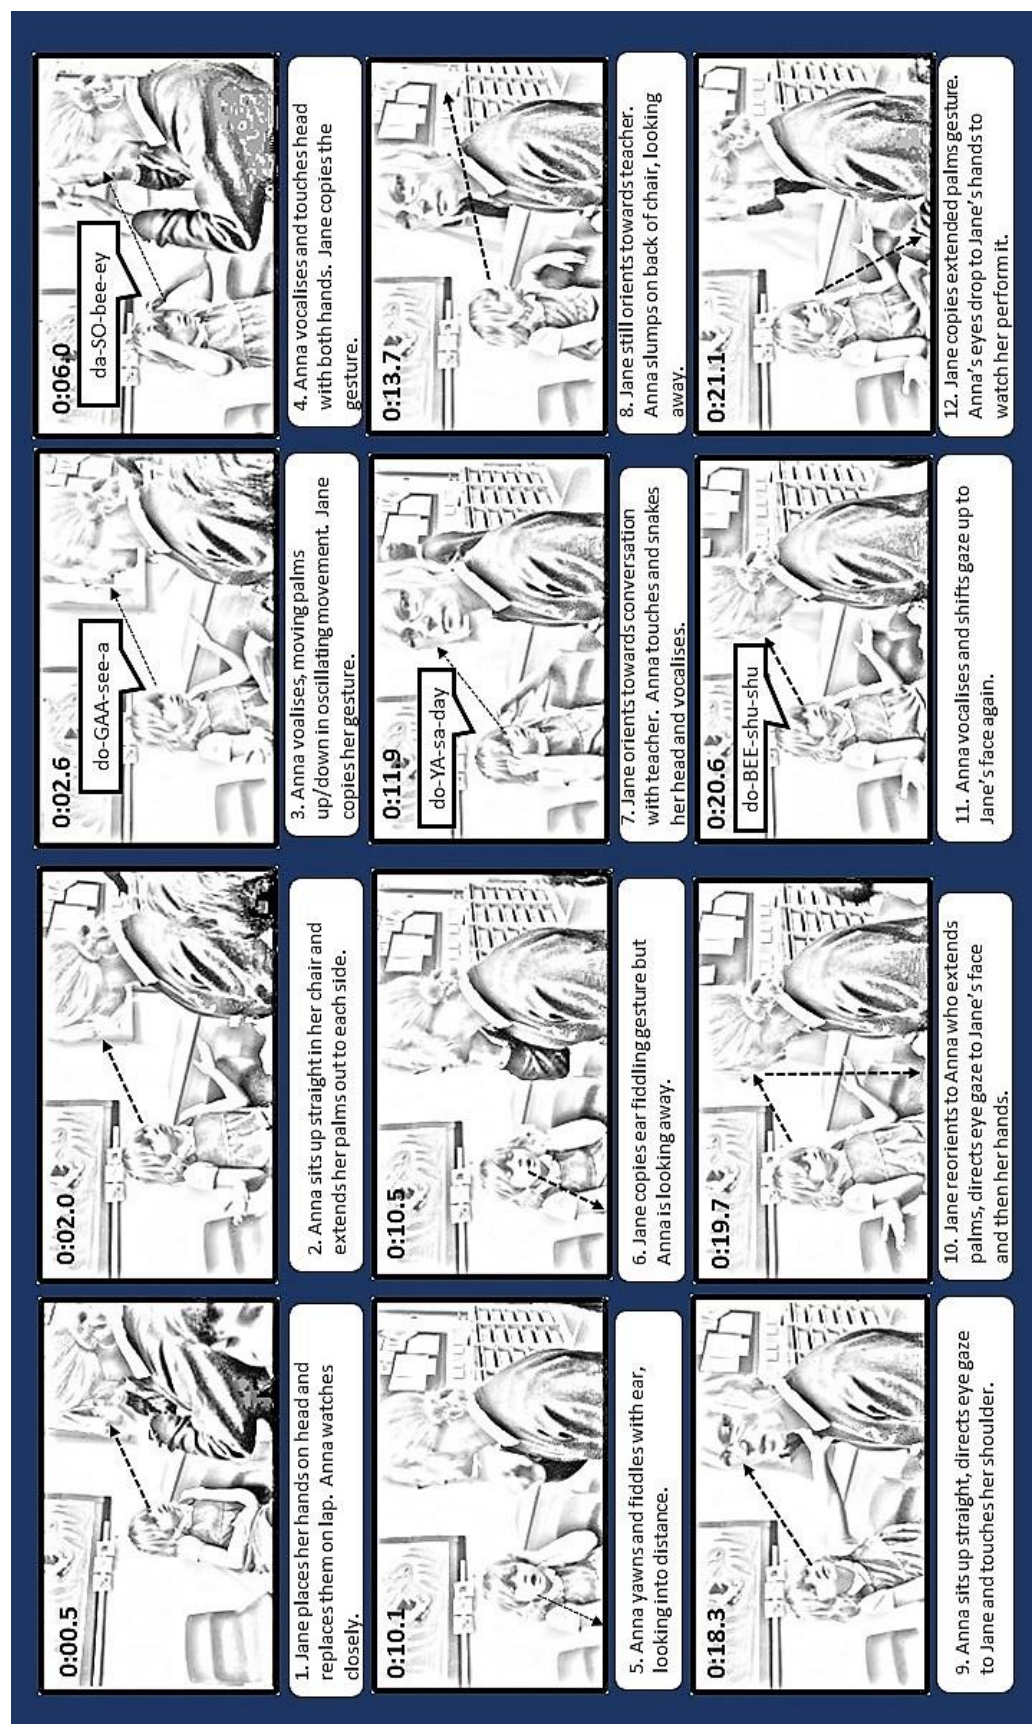 0:00.5
1. Jane places her hands on head and
replaces them on lap. Anna watches
closely.
0:02.0
2. Anna sits up straight in her chair and
extends her palms out to each side.
0:02.6
do-GAA-see-a
3. Anna voalises, moving palms
up/down in oscillating movement. Jane
copies her gesture.
0:06.0
da-SO-bee-ey
4. Anna vocalises and touches head
with both hands. Jane copies the
gesture.
0:10.1
5. Anna yawns and fiddles with ear,
looking into distance.
0:10.5
6. Jane copies ear fiddling gesture but
Anna is looking away.
0:11.9
do-YA-sa-day
7. Jane orients towards conversation
with teacher. Anna touches and snakes
her head and vocalises.
0:13.7
8. Jane still orients towards teacher.
Anna slumps on back of chair, looking
away.
0:18.3
9. Anna sits up straight, directs eye gaze
to Jane and touches her shoulder.
0:19.7
10. Jane reorients to Anna who extends
palms, directs eye gaze to Jane's face
and then her hands.
0:20.6
do-BEE-shu-shu
11. Anna vocalises and shifts gaze up to
Jane's face again.
0:21.1
12. Jane copies extended palms gesture.
Anna's eyes drop to Jane's hands to
watch her perform it.